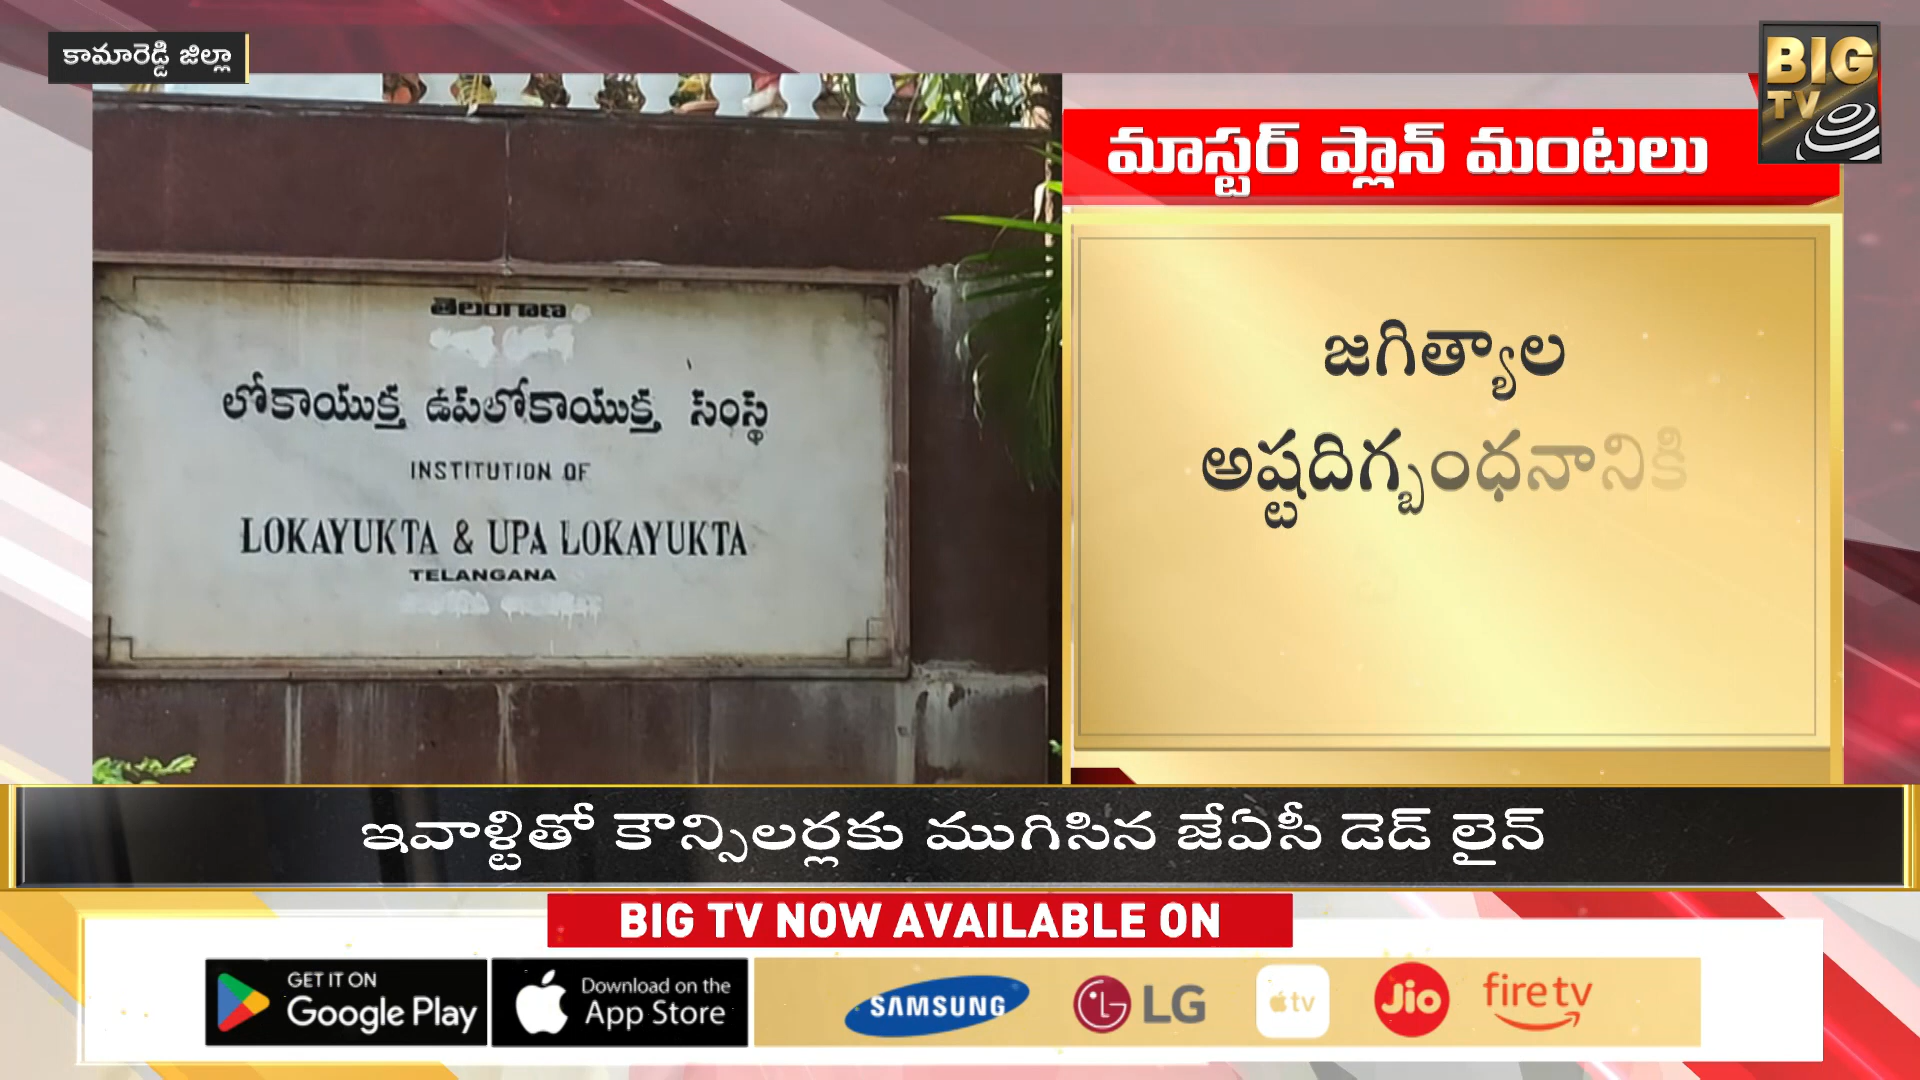 కామారెడ్డి జిల్లా
BIG
TV
మాస్టర్ ప్లాన్ మంటలు
తెలంగాణ
లోకాయుక్త ఉపలోకాయుక్త సంస్థ
INSTITUTION OF
LOKAYUKTA & UPA LOKAYUKTA
TELANGANA
జగిత్యాల
అష్టదిగ్బంధనానికి
ఇవాళ్టితో కౌన్సిలర్లకు ముగిసిన జేఏసీ డెడ్ లైన్
BIG TV NOW AVAILABLE ON
GET IT ON
Google Play
Download on the
App Store
SAMSUNG
LG
tv
Jio
fire tv